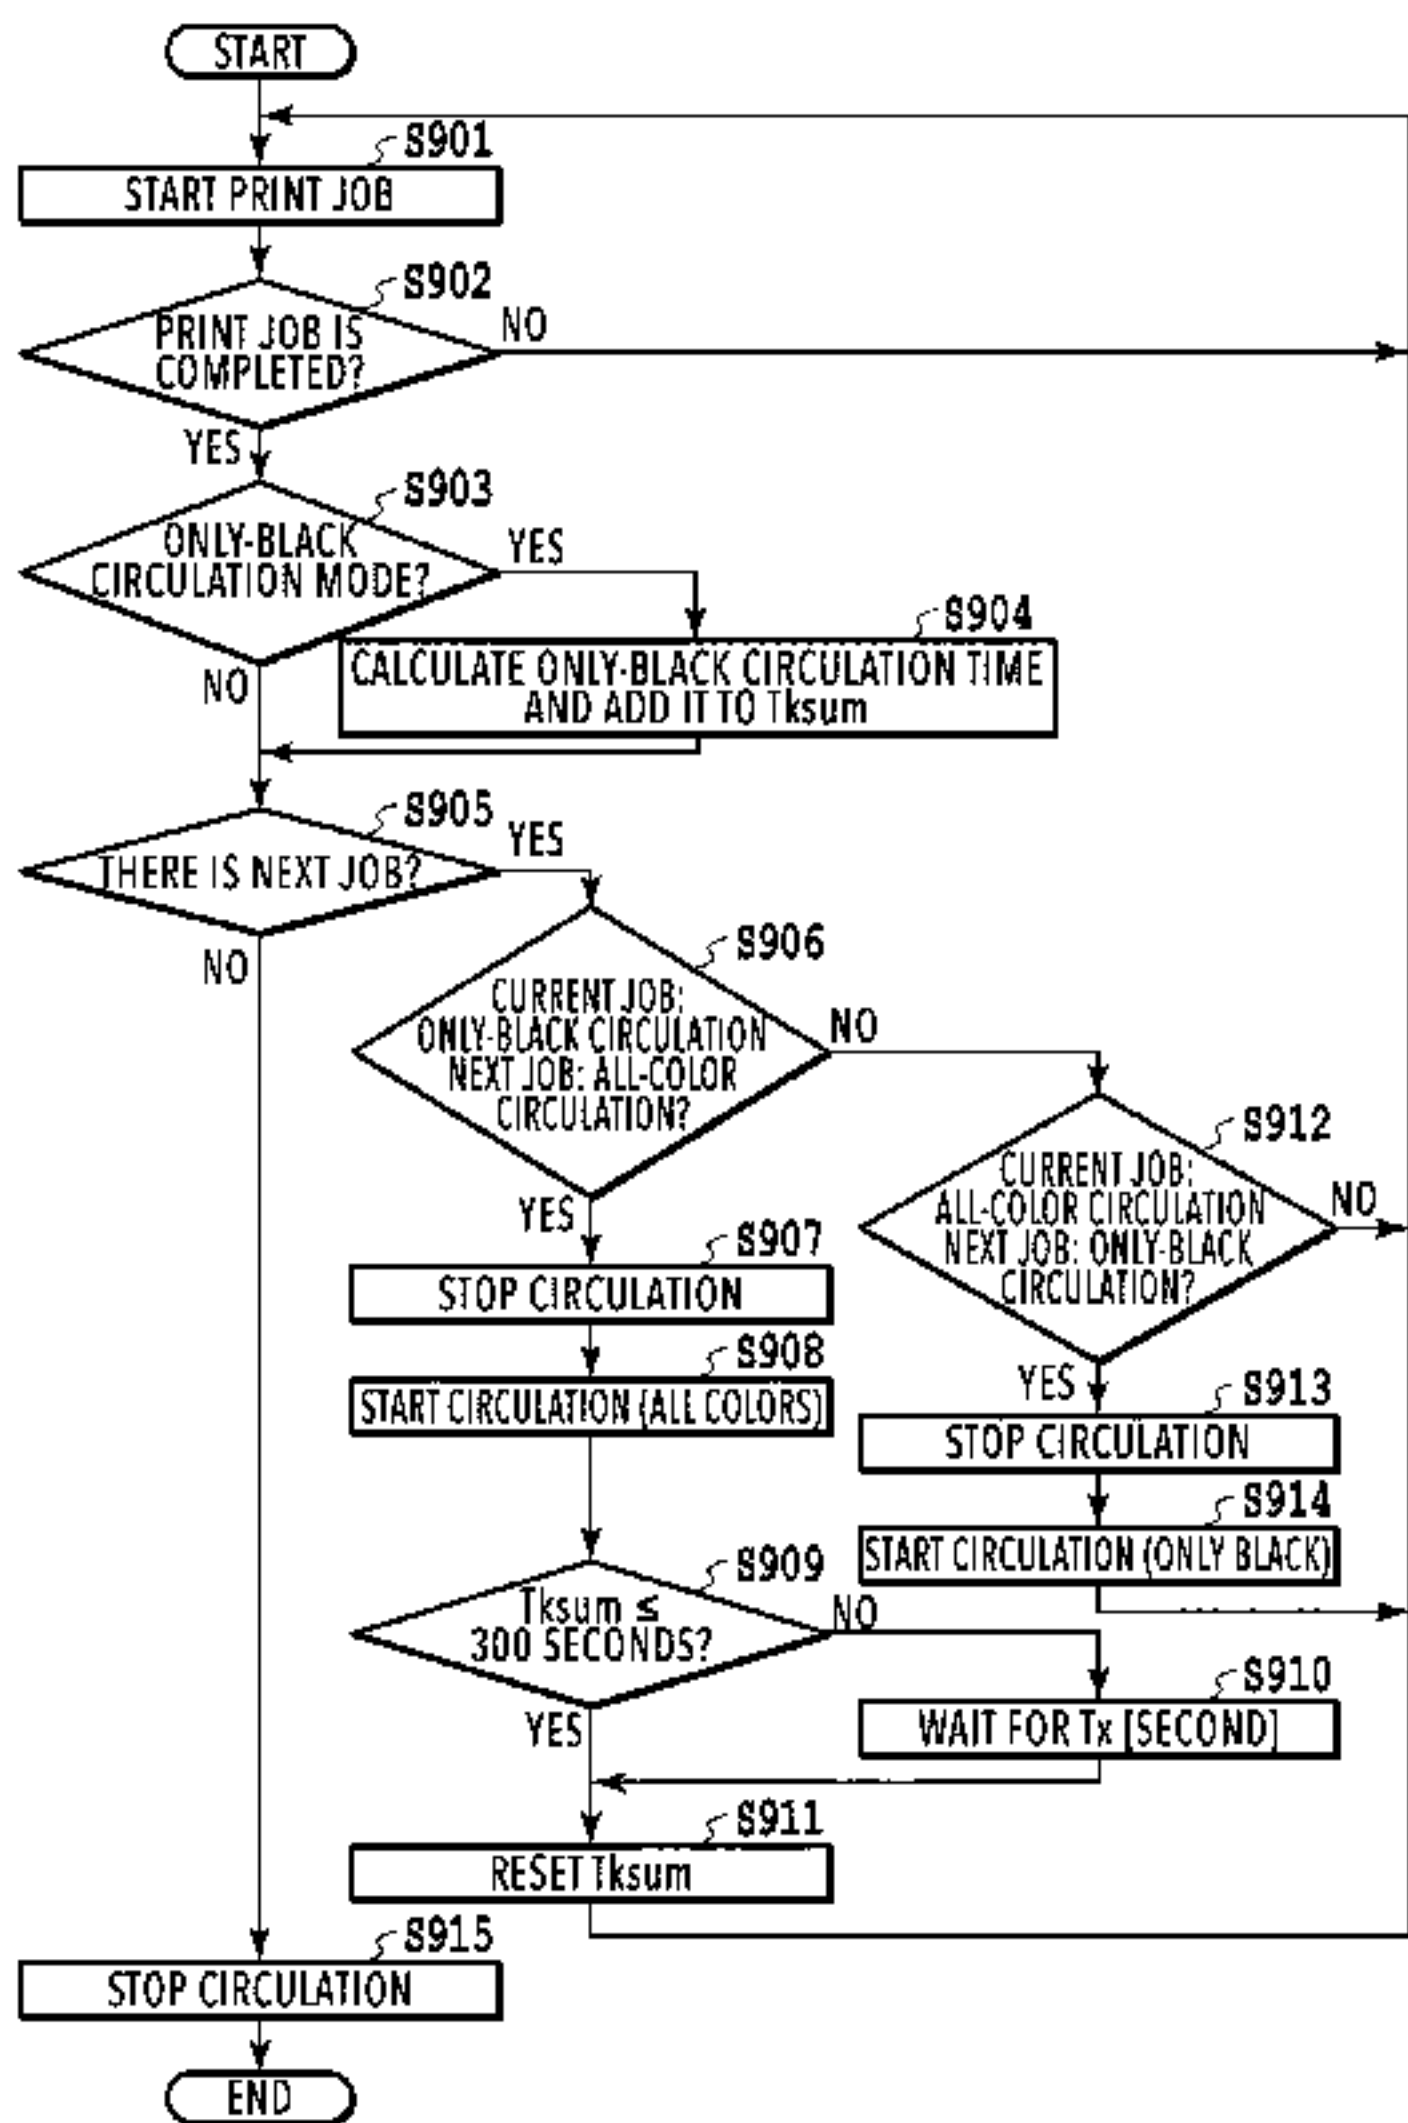 START
S901
START PRINT JOB
S902
PRINT JOB IS
COMPLETED?
NO
YES
S903
ONLY-BLACK
CIRCULATION MODE?
YES
NO
S904
CALCULATE ONLY-BLACK CIRCULATION TIME
AND ADD IT TO Tksum
S905
THERE IS NEXT JOB?
YES
NO
S906
CURRENT JOB:
ONLY-BLACK CIRCULATION
NEXT JOB: ALL-COLOR
CIRCULATION?
NO
YES
S912
CURRENT JOB:
ALL-COLOR CIRCULATION
NEXT JOB: ONLY-BLACK
CIRCULATION?
NO
YES
S907
STOP CIRCULATION
S908
START CIRCULATION (ALL COLORS)
S913
STOP CIRCULATION
S914
START CIRCULATION (ONLY BLACK)
S909
Tksum ≤
300 SECONDS?
NO
YES
S910
WAIT FOR Tx [SECOND]
S911
RESET Tksum
S915
STOP CIRCULATION
END